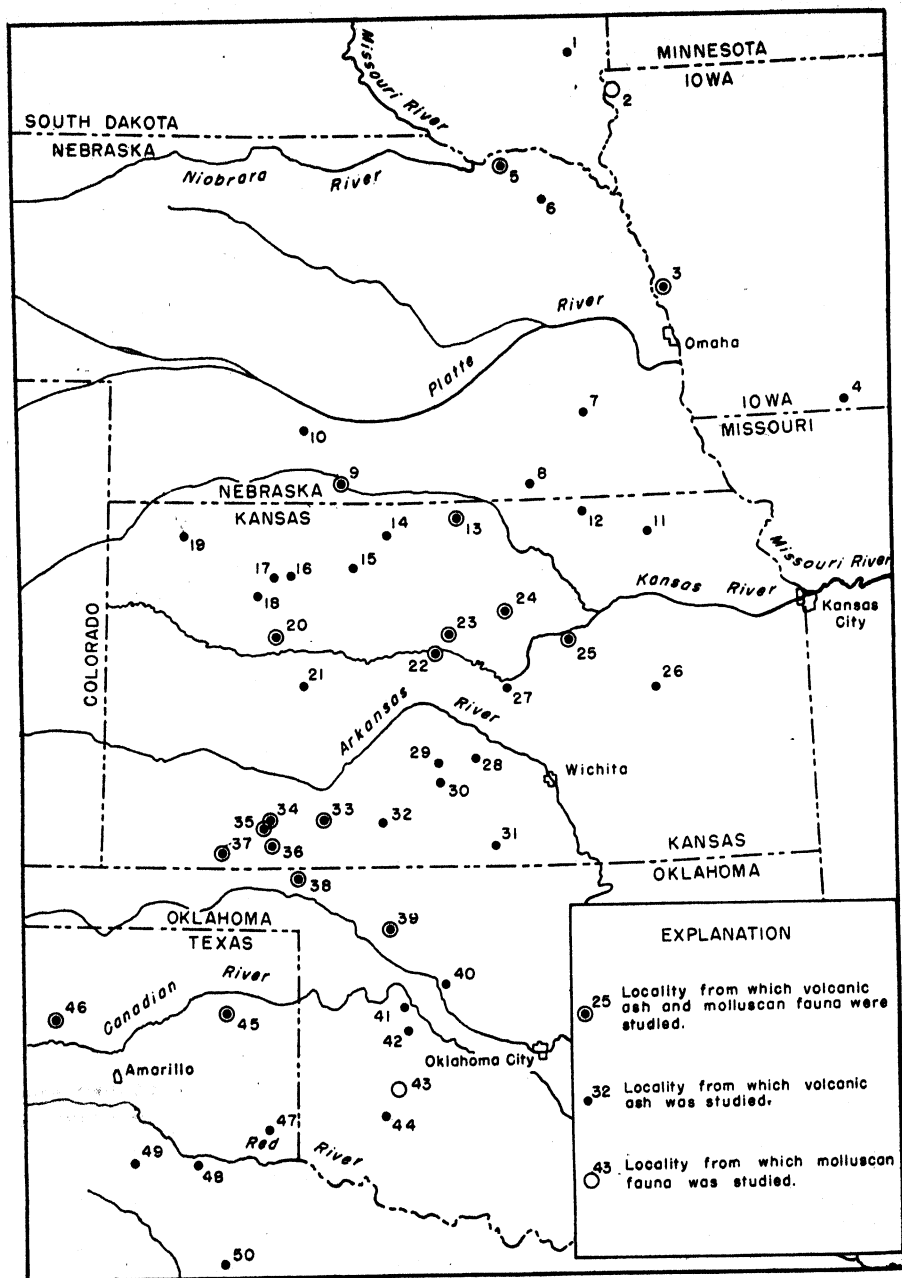 1
MINNESOTA
IOWA
2
Missouri River
SOUTH DAKOTA
NEBRASKA
Niobrara River
5
6
3
Platte River
Omaha
4
IOWA
MISSOURI
7
10
9
8
NEBRASKA
KANSAS
13
12
11
14
19
15
17 16
18
Missouri River
Kansas River
Kansas City
24
23
20
22
25
COLORADO
21
27
26
Arkansas River
29 28
30
Wichita
34 33 32
35
36
37
31
KANSAS
OKLAHOMA
38
OKLAHOMA
TEXAS
39
40
Canadian River
46
45
41
42
Oklahoma City
Amarillo
43
44
47
Red River
49
48
50
EXPLANATION
25 Locality from which volcanic
ash and molluscan fauna were
studied.
32 Locality from which volcanic
ash was studied.
43 Locality from which molluscan
fauna was studied.